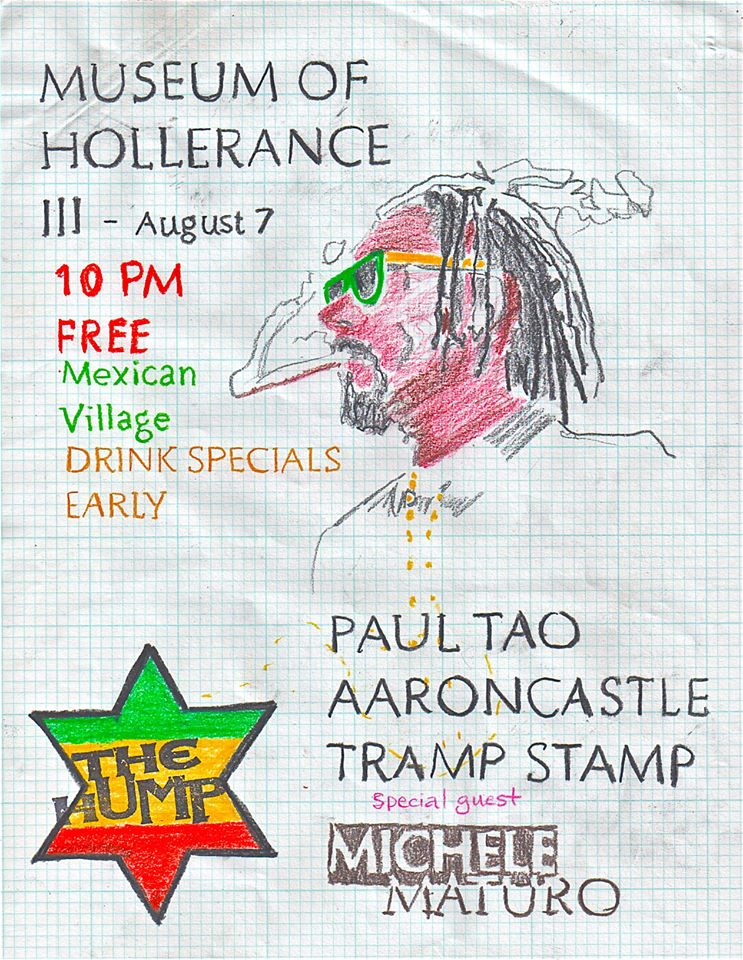 MUSEUM OF
HOLLERANCE
III - August 7
10 PM
FREE
Mexican
Village
DRINK SPECIALS
EARLY
PAUL TAO
AARONCASTLE
TRAMP STAMP
special guest
MICHELE
MATURO
THE
HUMP